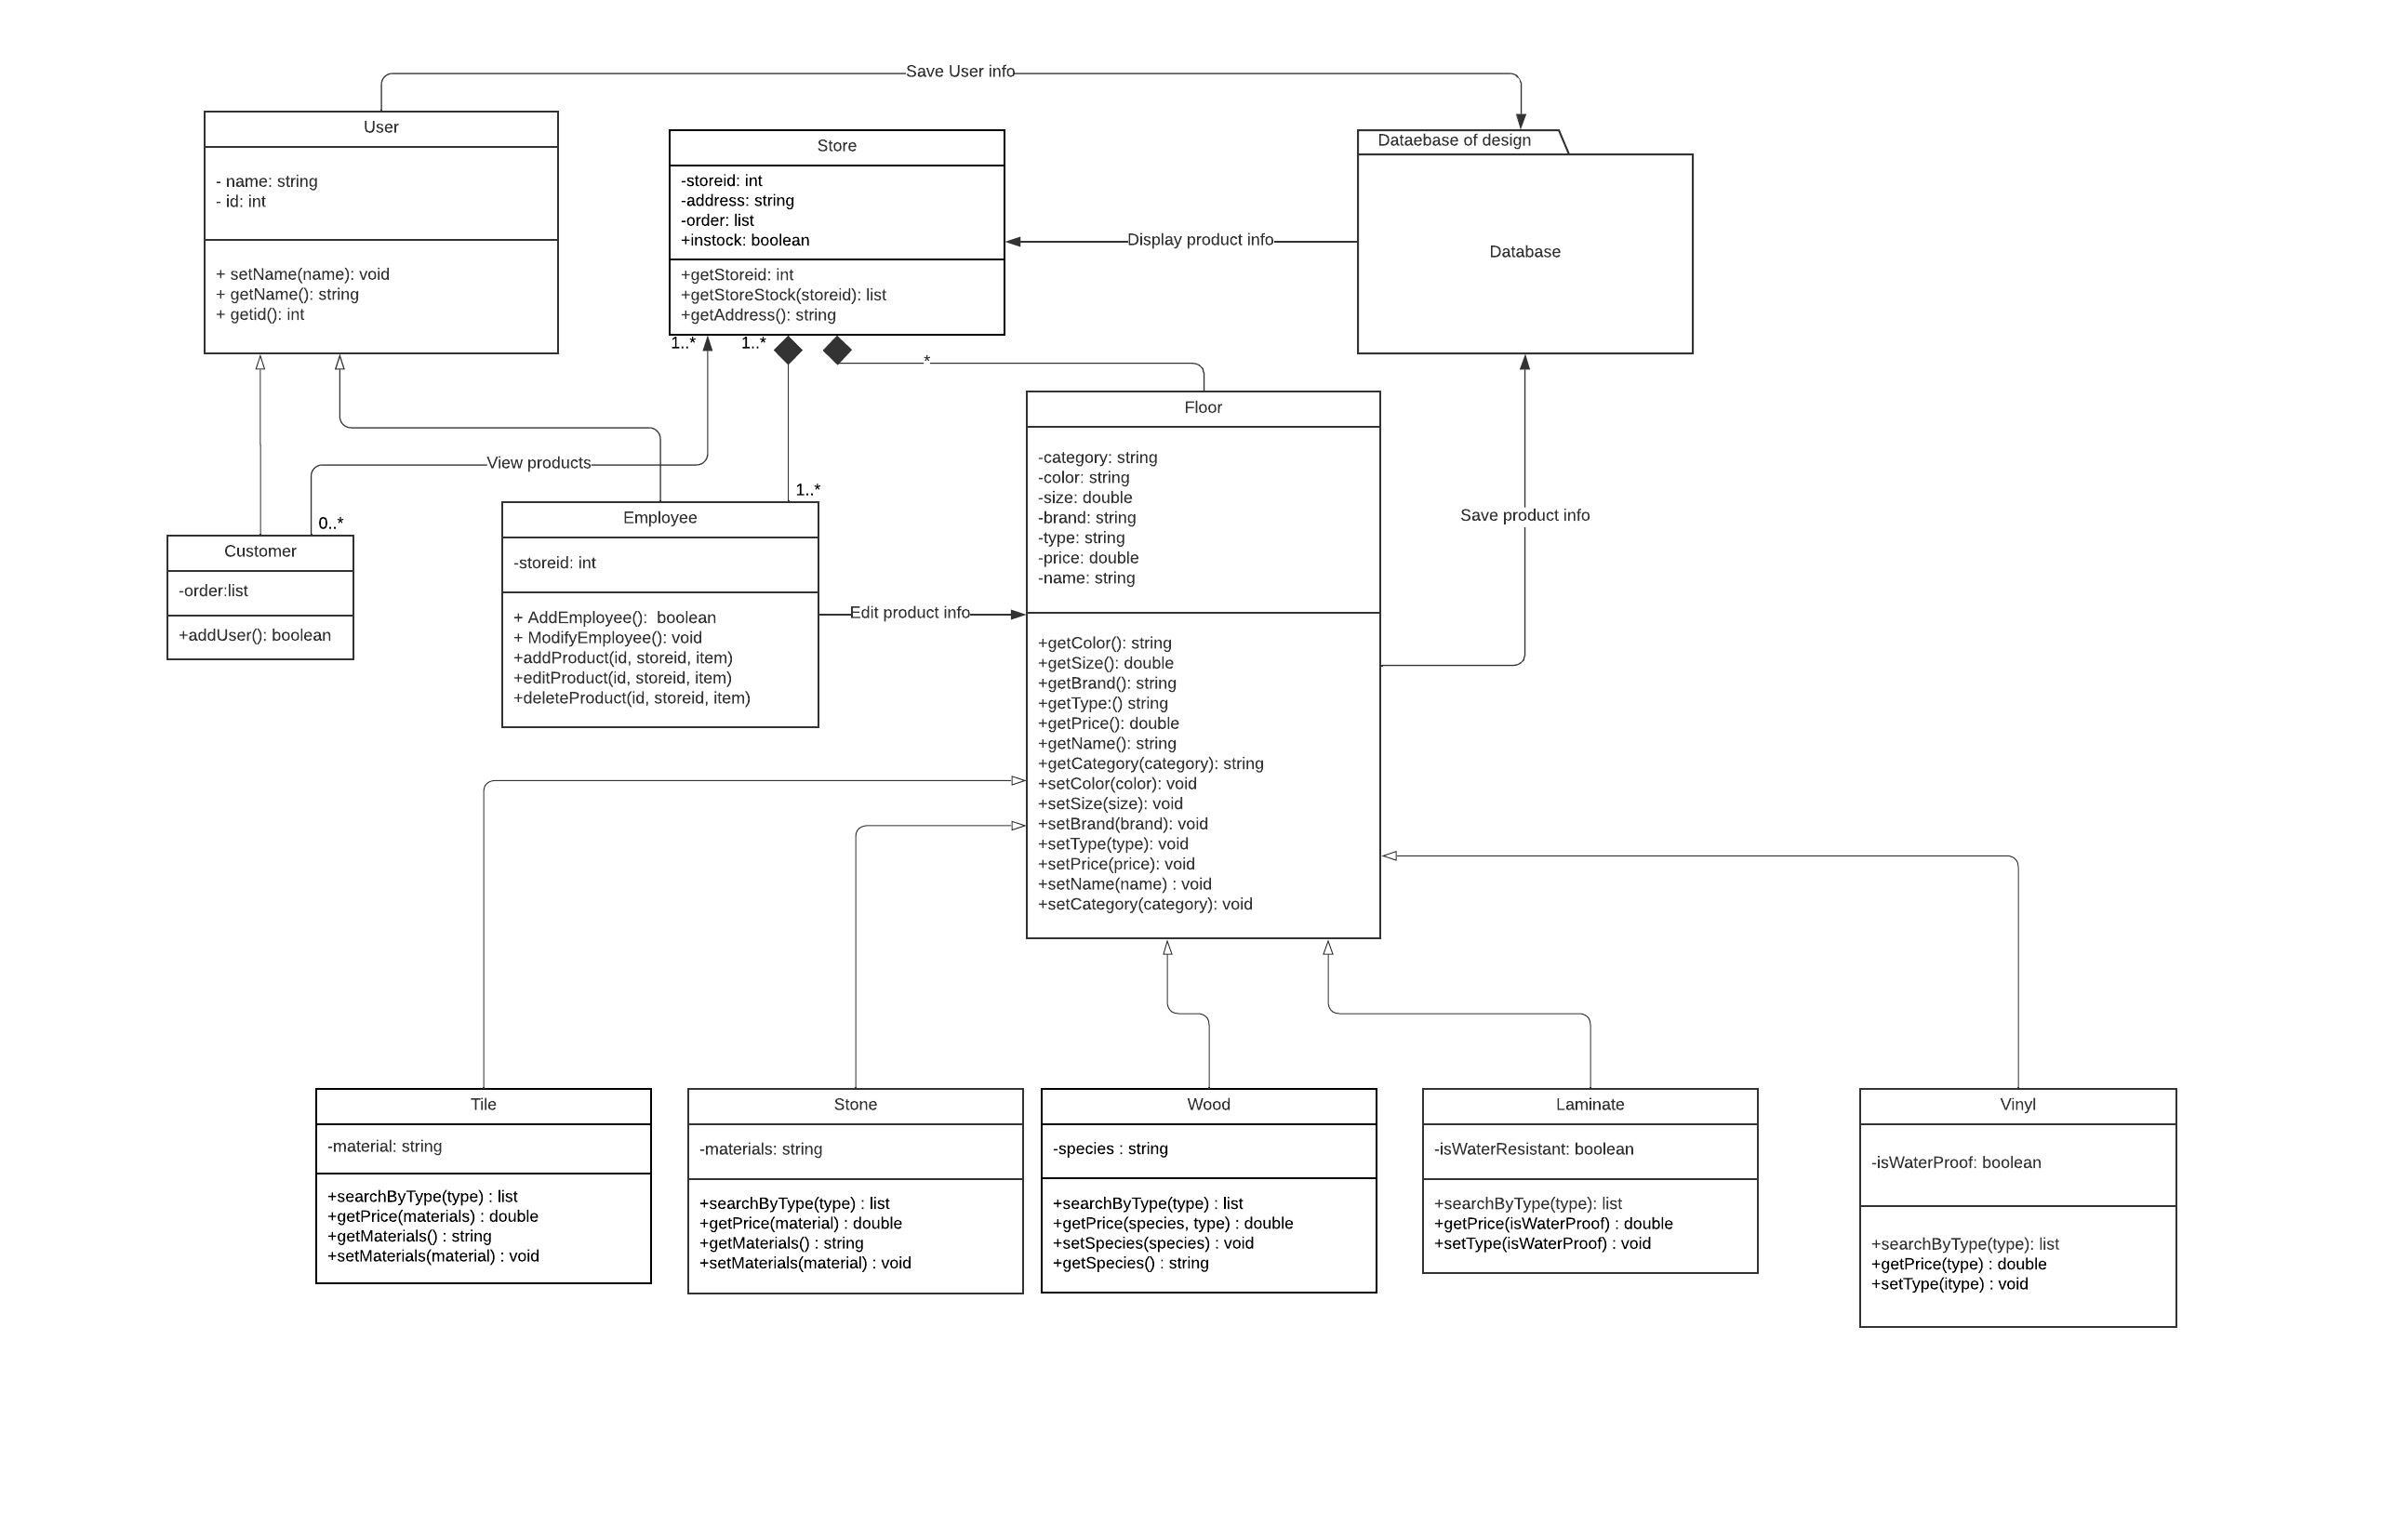 Save User info
User
- name: string
- id: int
+ setName(name): void
+ getName(): string
+ getid(): int
Store
-storeid: int
-address: string
-order: list
+instock: boolean
+getStoreid: int
+getStoreStock(storeid): list
+getAddress(): string
Display product info
Dataebase of design
Database
1..*
1..*
*
View products
0..*
1..*
Customer
-order:list
+addUser(): boolean
Employee
-storeid: int
+ AddEmployee():  boolean
+ ModifyEmployee(): void
+addProduct(id, storeid, item)
+editProduct(id, storeid, item)
+deleteProduct(id, storeid, item)
Edit product info
Floor
-category: string
-color: string
-size: double
-brand: string
-type: string
-price: double
-name: string
+getColor(): string
+getSize(): double
+getBrand(): string
+getType:() string
+getPrice(): double
+getName(): string
+getCategory(category): string
+setColor(color): void
+setSize(size): void
+setBrand(brand): void
+setType(type): void
+setPrice(price): void
+setName(name) : void
+setCategory(category): void
Save product info
Tile
-material: string
+searchByType(type) : list
+getPrice(materials) : double
+getMaterials() : string
+setMaterials(material) : void
Stone
-materials: string
+searchByType(type) : list
+getPrice(material) : double
+getMaterials() : string
+setMaterials(material) : void
Wood
-species : string
+searchByType(type) : list
+getPrice(species, type) : double
+setSpecies(species) : void
+getSpecies() : string
Laminate
-isWaterResistant: boolean
+searchByType(type): list
+getPrice(isWaterProof) : double
+setType(isWaterProof) : void
Vinyl
-isWaterProof: boolean
+searchByType(type): list
+getPrice(type) : double
+setType(itype) : void